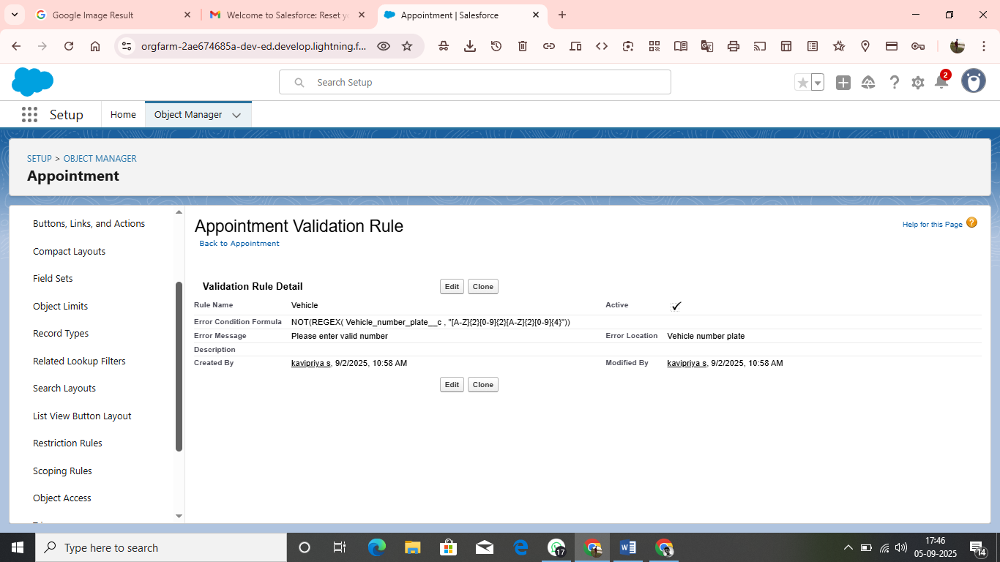 Google Image Result
Welcome to Salesforce: Reset yo
Appointment | Salesforce
orgfarm-2ae674685a-dev-ed.develop.lightning.f...
Search Setup
2
Setup
Home
Object Manager
SETUP > OBJECT MANAGER
Appointment
Buttons, Links, and Actions
Compact Layouts
Field Sets
Object Limits
Record Types
Related Lookup Filters
Search Layouts
List View Button Layout
Restriction Rules
Scoping Rules
Object Access
Appointment Validation Rule
Help for this Page
Back to Appointment
Validation Rule Detail Edit Clone
Rule Name Vehicle Active
Error Condition Formula NOT(REGEX( Vehicle_number_plate__c , "[A-Z]{2}[0-9]{2}[A-Z]{2}[0-9]{4}"))
Error Message Please enter valid number Error Location Vehicle number plate
Description
Created By kavipriya s, 9/2/2025, 10:58 AM Modified By kavipriya s, 9/2/2025, 10:58 AM
Edit Clone
Type here to search
17
17:46
05-09-2025
14